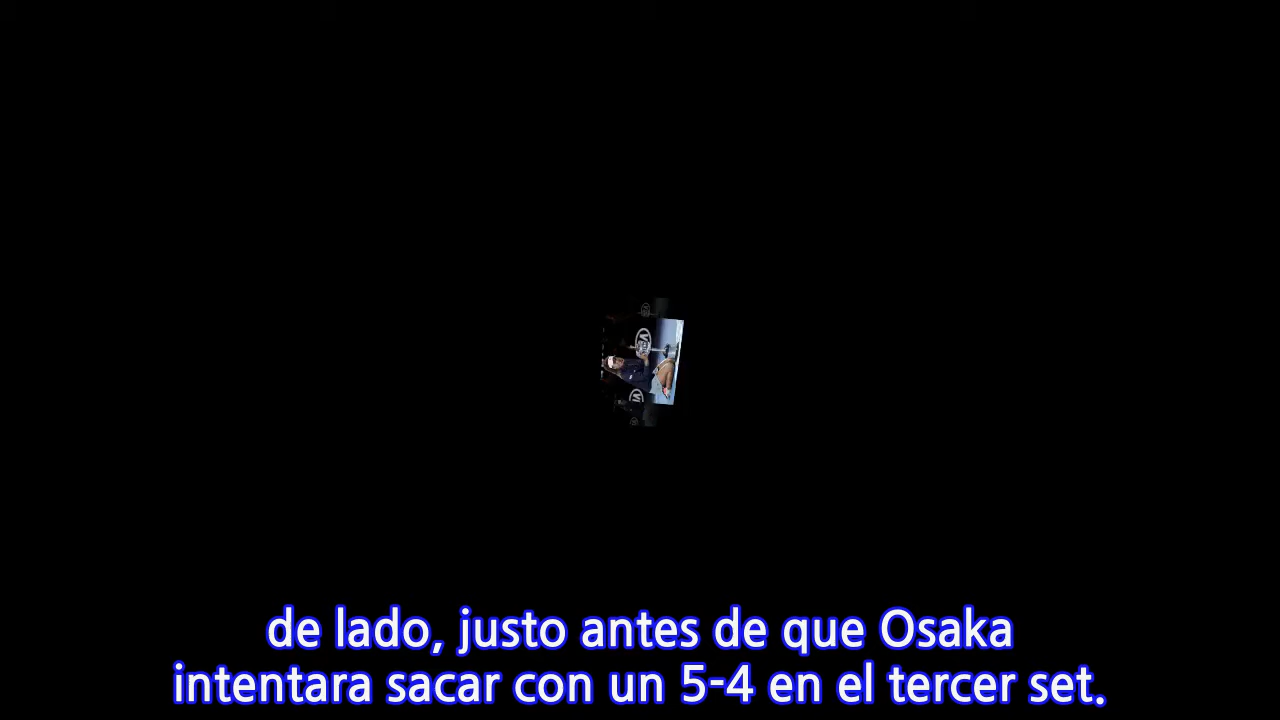 de lado, justo antes de que Osaka
intentara sacar con un 5-4 en el tercer set.